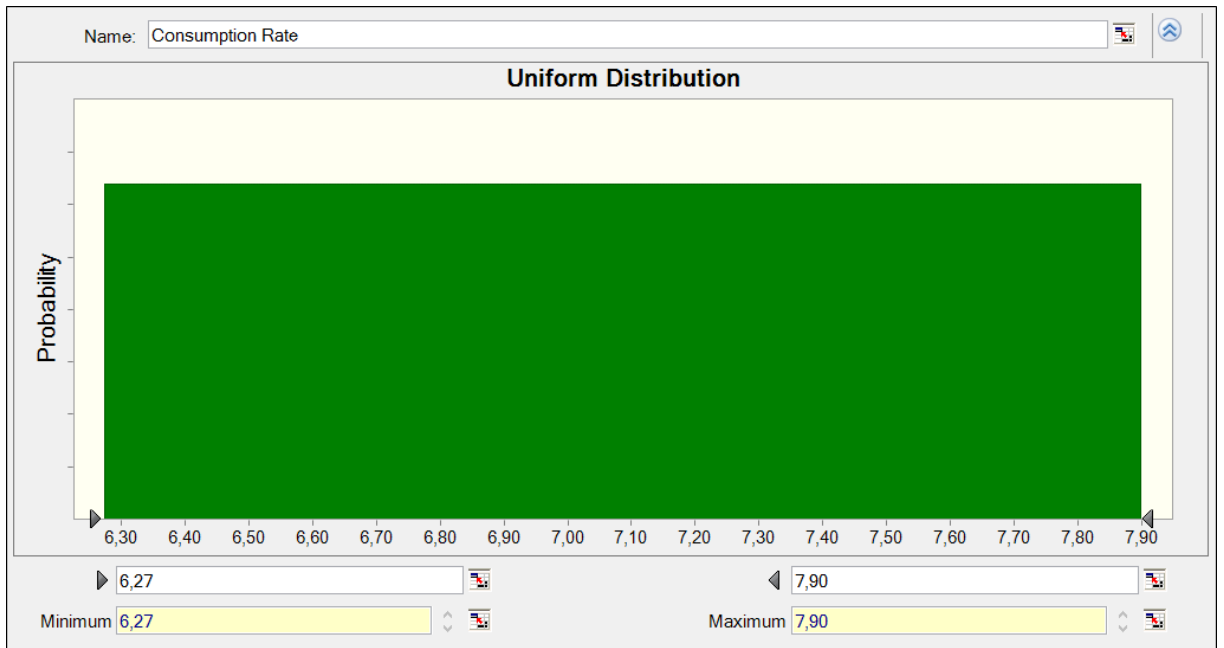 Name: Consumption Rate
Uniform Distribution
Probability
6,30 6,40 6,50 6,60 6,70 6,80 6,90 7,00 7,10 7,20 7,30 7,40 7,50 7,60 7,70 7,80 7,90
6,27 7,90
Minimum 6,27 Maximum 7,90